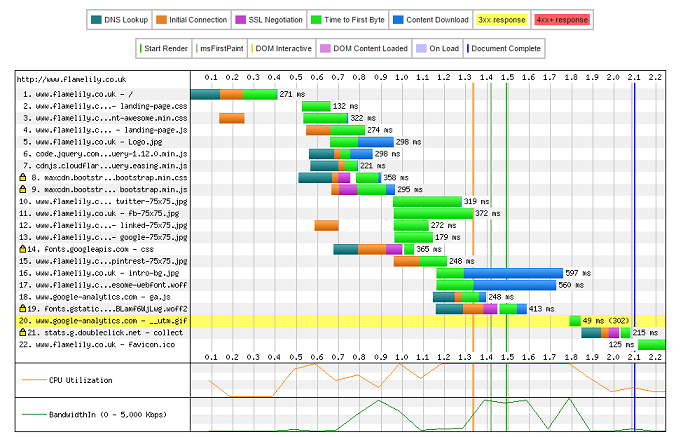 DNS Lookup Initial Connection SSL Negotiation Time to First Byte Content Download 3xx response 4xx+ response
Start Render msFirstPaint DOM Interactive DOM Content Loaded On Load Document Complete
http://www.flamelily.co.uk 0.1 0.2 0.3 0.4 0.5 0.6 0.7 0.8 0.9 1.0 1.1 1.2 1.3 1.4 1.5 1.6 1.7 1.8 1.9 2.0 2.1 2.2
1. www.flamelily.co.uk - / 271 ms
2. www.flamelily.c...- landing-page.css 132 ms
3. www.flamelily.c...nt-awesome.min.css 322 ms
4. www.flamelily.c... - landing-page.js 274 ms
5. www.flamelily.co.uk - Logo.jpg 298 ms
6. code.jquery.com...uery-1.12.0.min.js 298 ms
7. cdnjs.cloudflar...uery.easing.min.js 221 ms
8. maxcdn.bootstr...bootstrap.min.css 358 ms
9. maxcdn.bootstr... bootstrap.min.js 295 ms
10. www.flamelily.c... twitter-75x75.jpg 319 ms
11. www.flamelily.co.uk - fb-75x75.jpg 372 ms
12. www.flamelily.c... - linked-75x75.jpg 272 ms
13. www.flamelily.c...- google-75x75.jpg 179 ms
14. fonts.googleapis.com - css 365 ms
15. www.flamelily.c...pintrest-75x75.jpg 248 ms
16. www.flamelily.co.uk - intro-bg.jpg 597 ms
17. www.flamelily.c...esome-webfont.woff 560 ms
18. www.google-analytics.com - ga.js 248 ms
19. fonts.gstatic....BLamf6WjLwg.woff2 413 ms
20. www.google-analytics.com - __utm.gif 49 ms (302)
21. stats.g.doubleclick.net - collect 215 ms
22. www.flamelily.co.uk - favicon.ico 125 ms
0.1 0.2 0.3 0.4 0.5 0.6 0.7 0.8 0.9 1.0 1.1 1.2 1.3 1.4 1.5 1.6 1.7 1.8 1.9 2.0 2.1 2.2
CPU Utilization
BandwidthIn (0 - 5,000 Kbps)